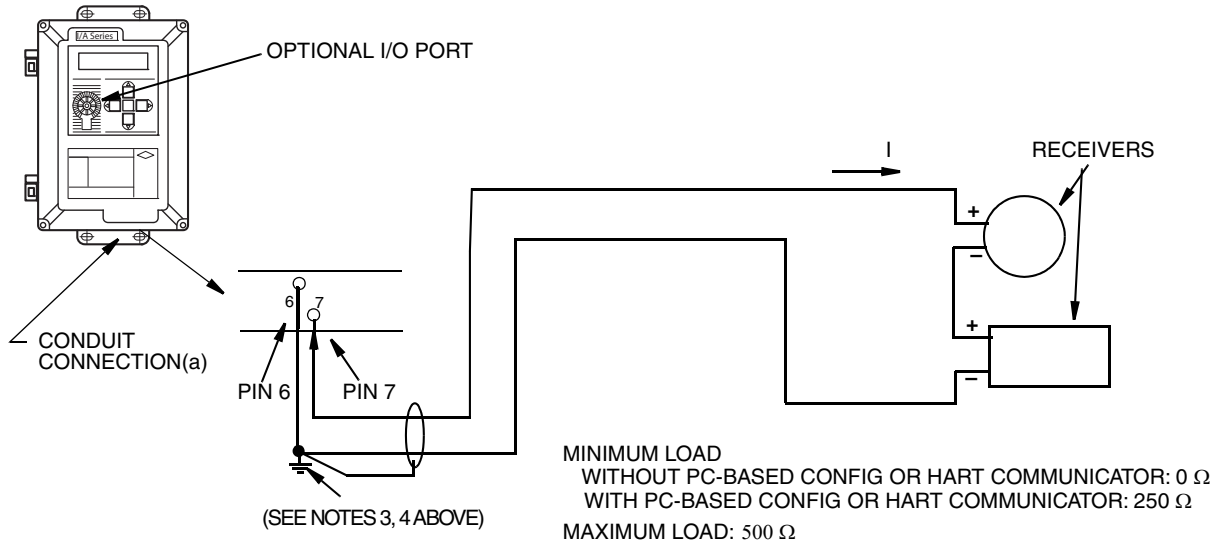 I/A Series
OPTIONAL I/O PORT
I
RECEIVERS
+
−
6
7
+
−
CONDUIT
CONNECTION(a)
PIN 6
PIN 7
(SEE NOTES 3, 4 ABOVE)
MINIMUM LOAD
WITHOUT PC-BASED CONFIG OR HART COMMUNICATOR: 0 Ω
WITH PC-BASED CONFIG OR HART COMMUNICATOR: 250 Ω
MAXIMUM LOAD: 500 Ω